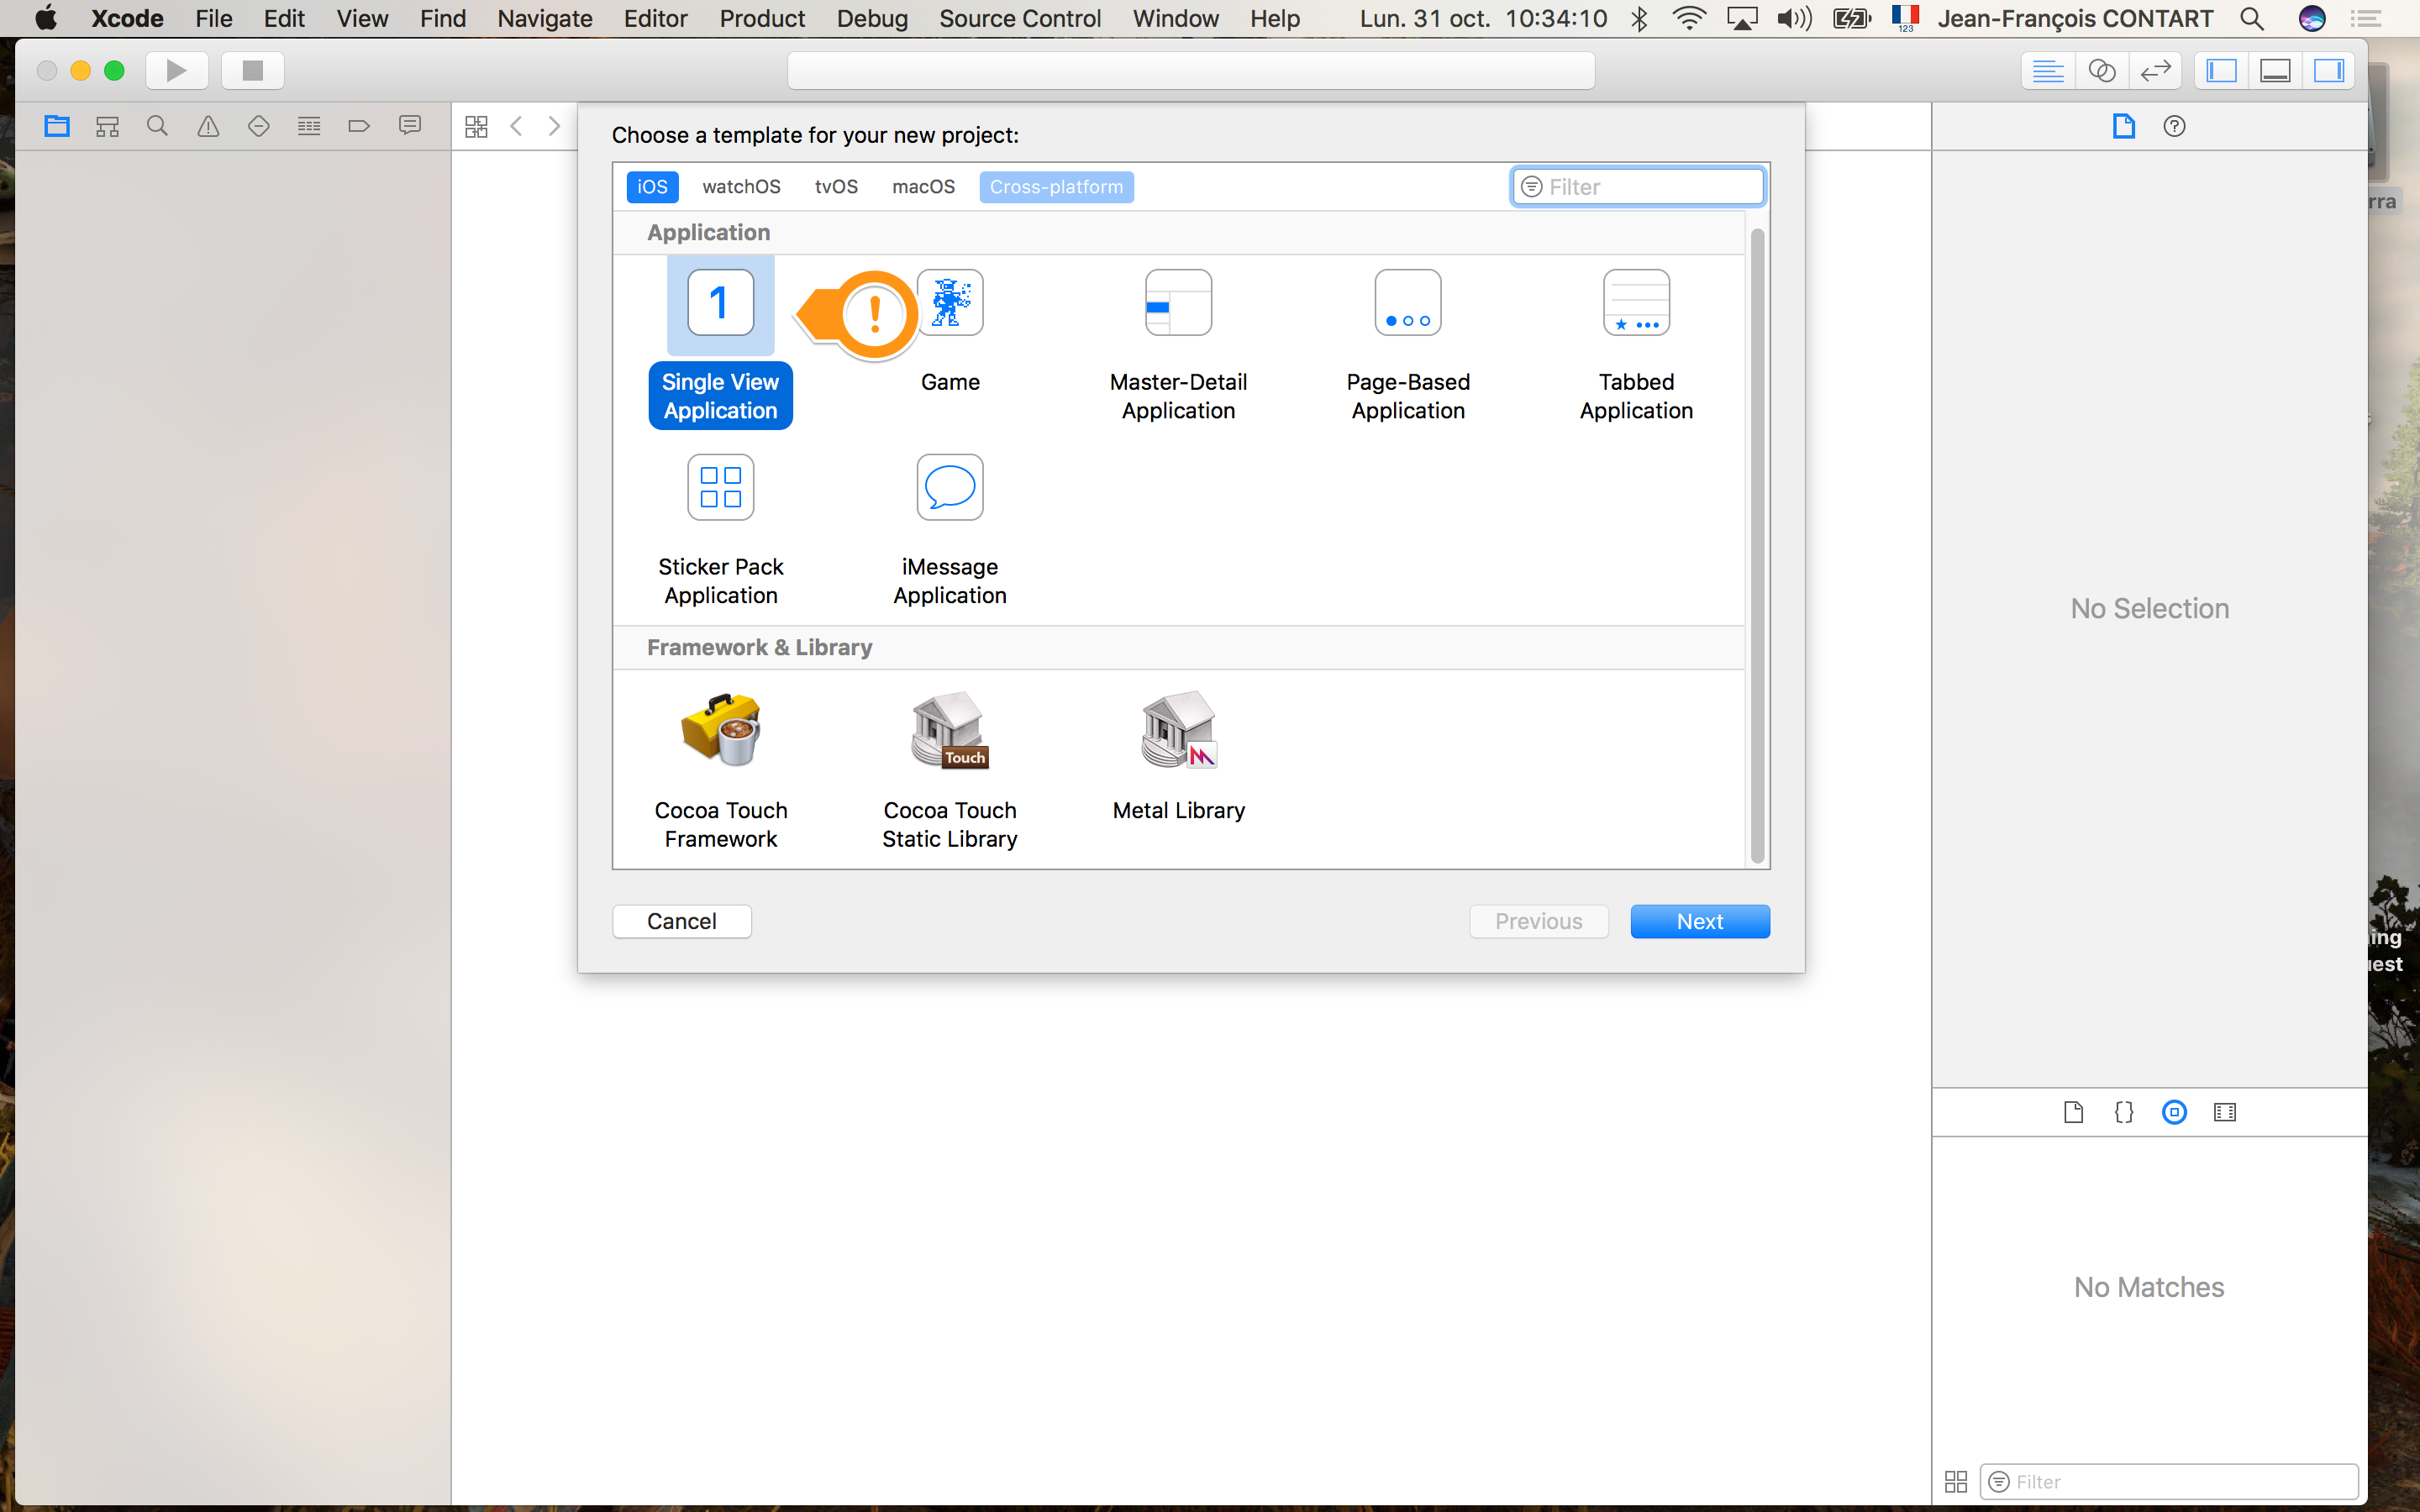 Xcode File Edit View Find Navigate Editor Product Debug Source Control Window Help Lun. 31 oct. 10:34:10 123 Jean-François CONTART
Choose a template for your new project:
iOS watchOS tvOS macOS Cross-platform Filter
Application
1 !
Single View Application
Game
Master-Detail Application
Page-Based Application
Tabbed Application
Sticker Pack Application
iMessage Application
Framework & Library
Touch
Cocoa Touch Framework
Cocoa Touch Static Library
Metal Library
Cancel Previous Next
No Selection
No Matches
Filter
rra
ing